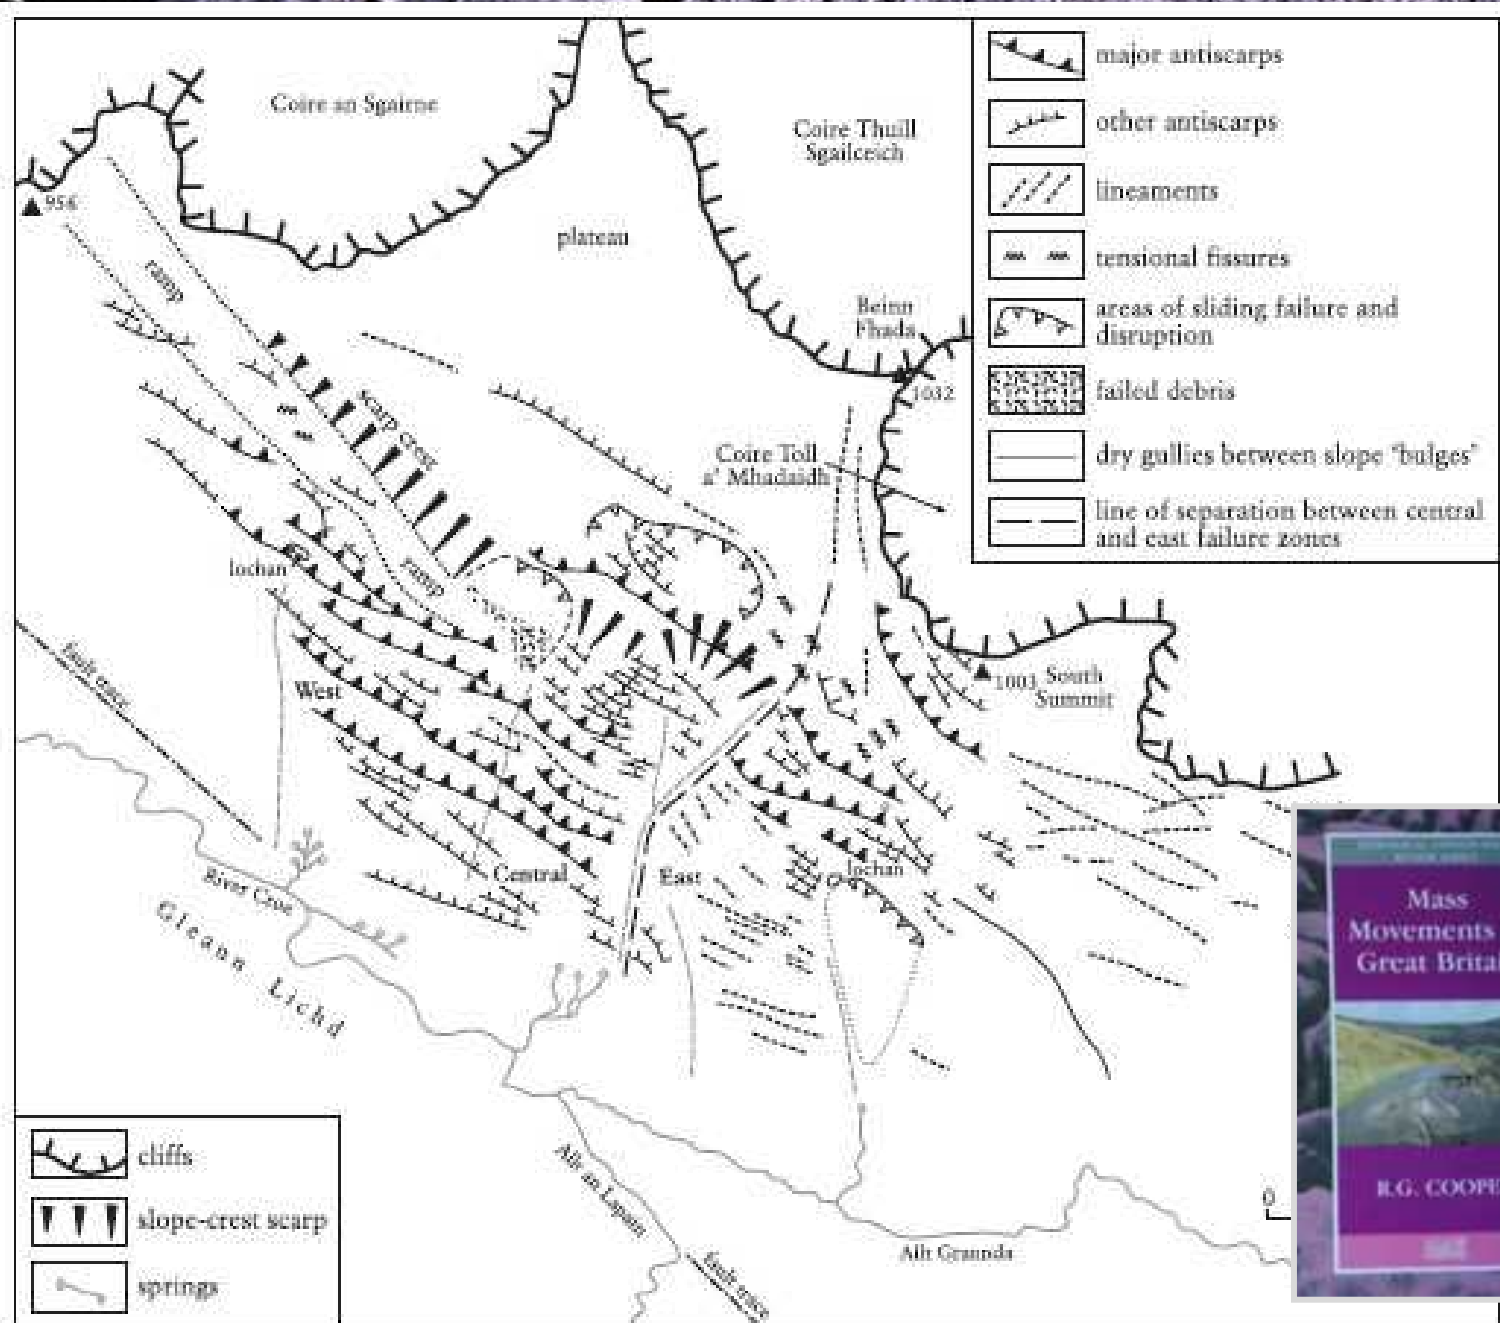 Coire an Sgairne
Coire Thuill
Sgailceich
956
plateau
ramp
Beinn
Fhada
1032
scarp crest
Coire Toll
a' Mhadaidh
lochan
ramp
fault trace
West
1003 South
Summit
Central
East
lochan
River Croe
Gleann Lichd
Allt an Lapain
Allt Grannda
fault trace
0
major antiscarps
other antiscarps
lineaments
tensional fissures
areas of sliding failure and
disruption
failed debris
dry gullies between slope "bulges"
line of separation between central
and east failure zones
cliffs
slope-crest scarp
springs
Mass
Movements
Great Britai
R.G. COOPE